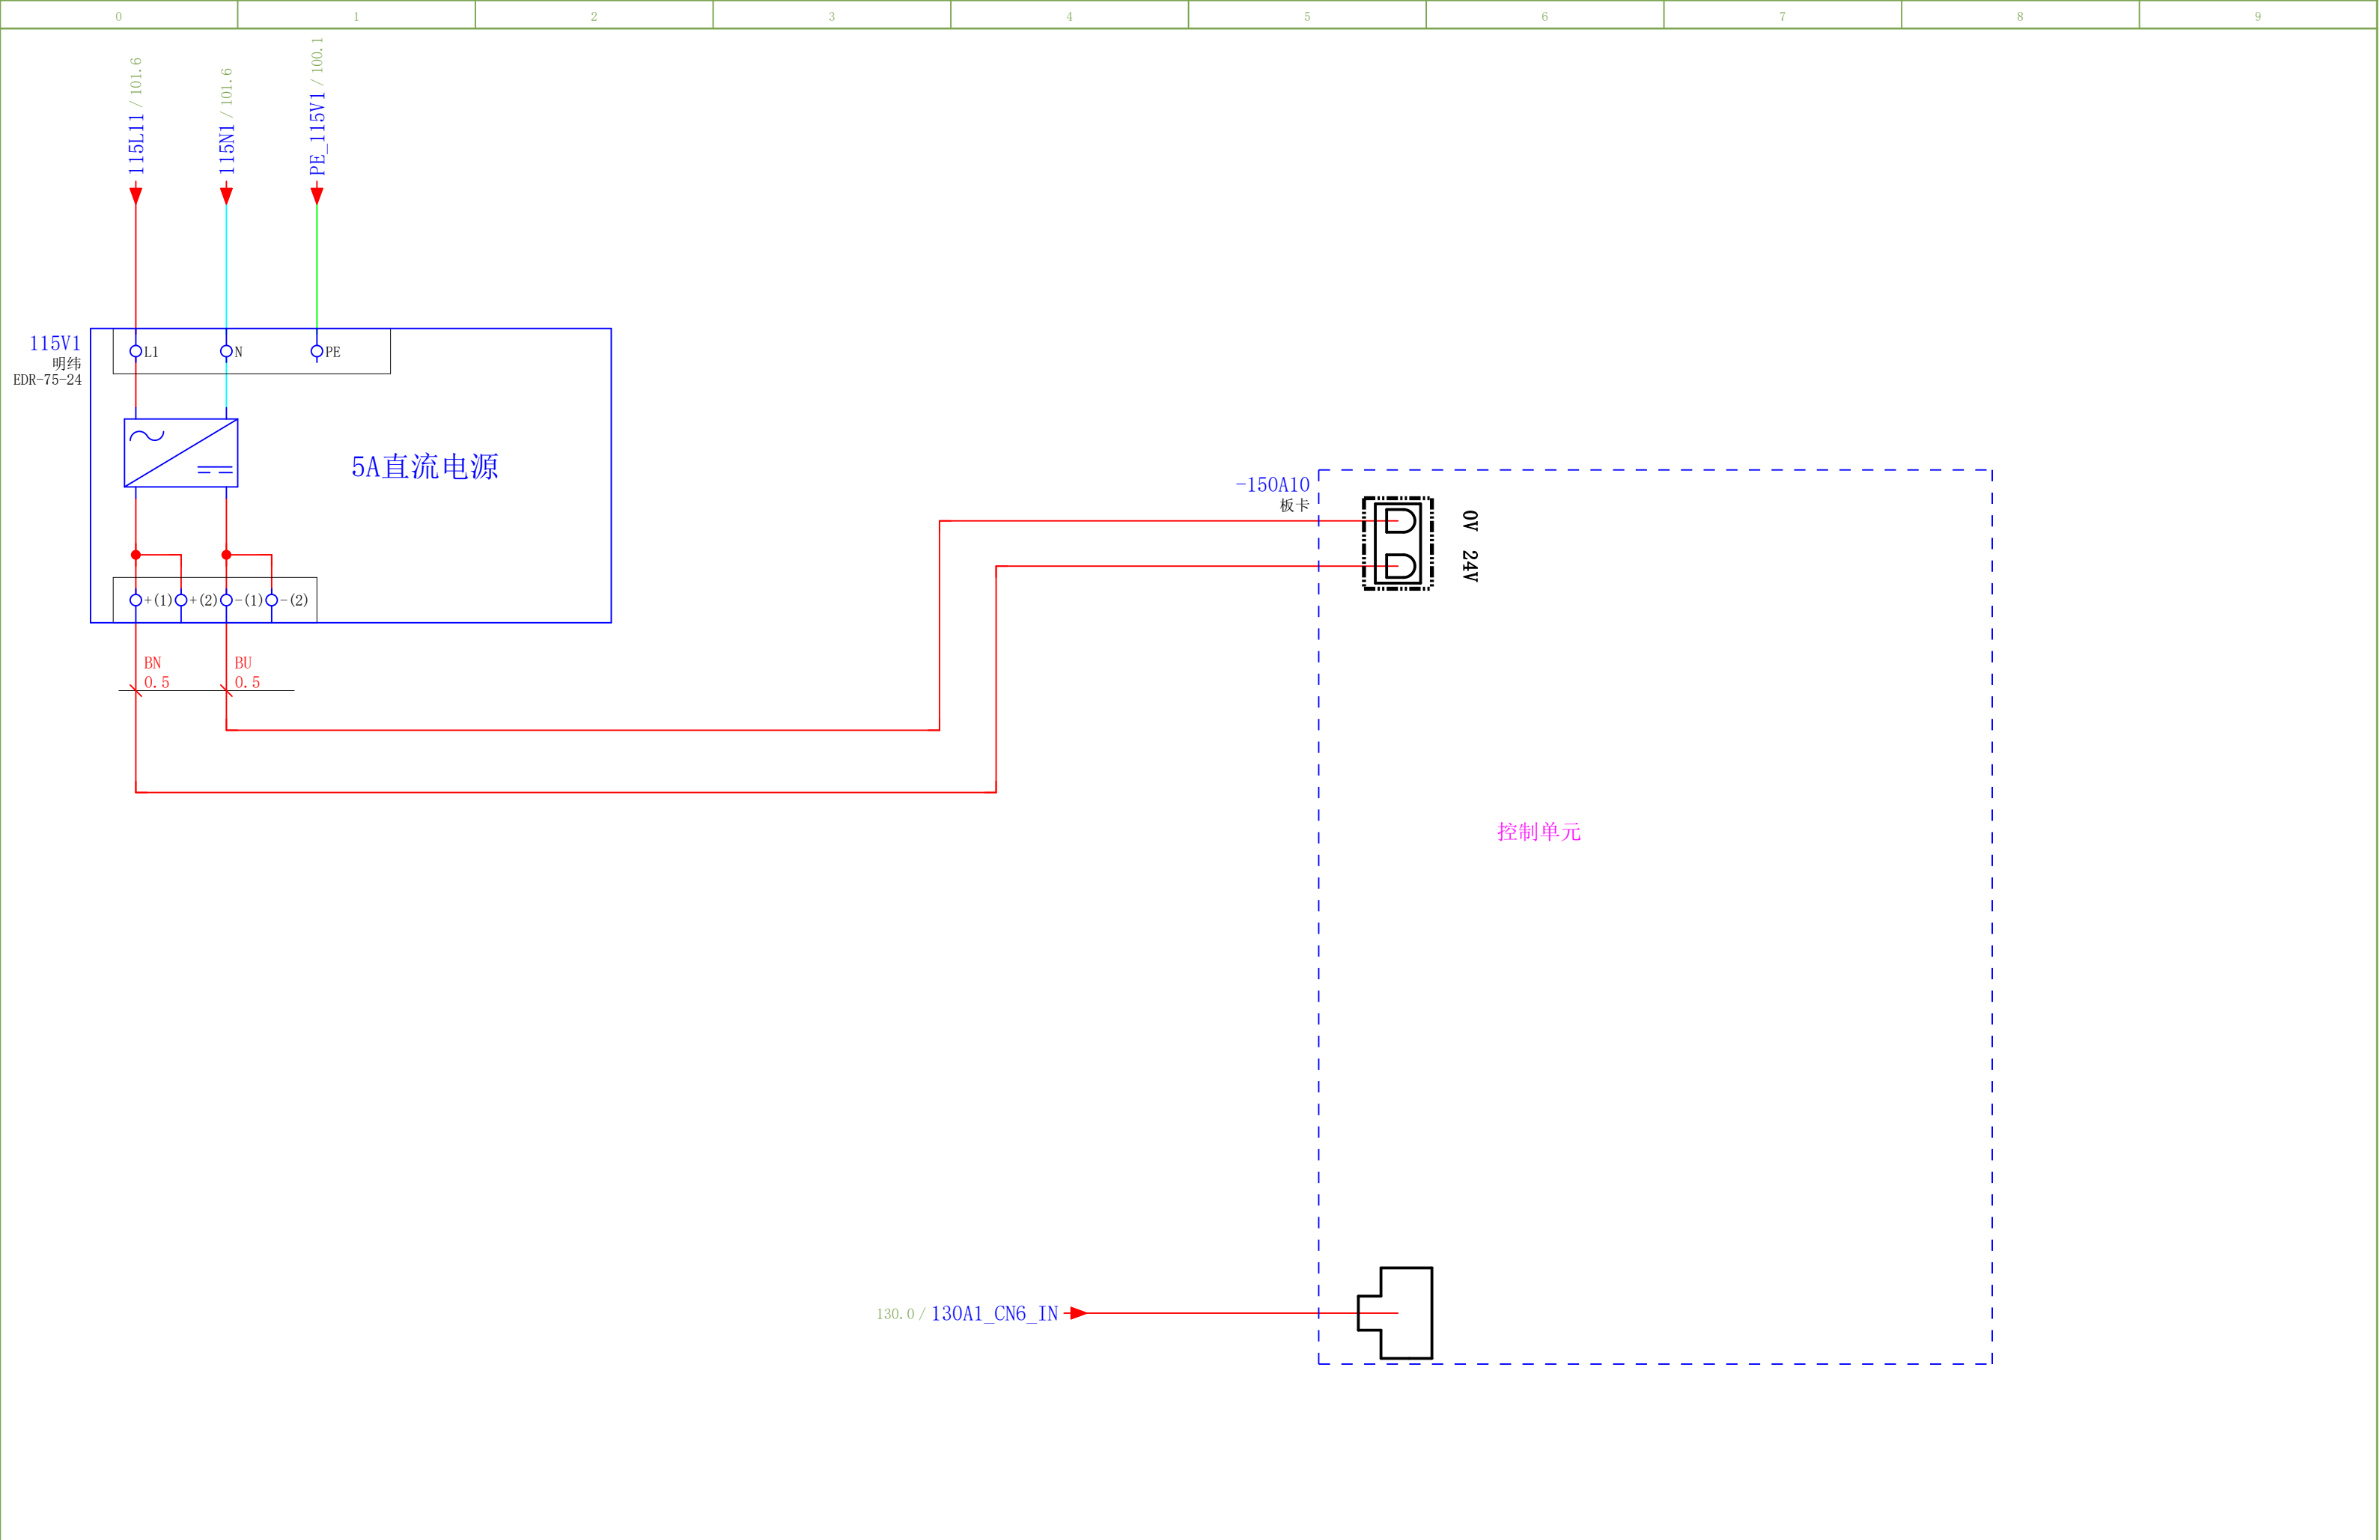 0 1 2 3 4 5 6 7 8 9
115L11 / 101.6
115N1 / 101.6
PE_115V1 / 100.1
115V1
明纬
EDR-75-24
L1 N PE
5A直流电源
+(1) +(2) -(1) -(2)
BN
0.5
BU
0.5
-150A10
板卡
0V 24V
控制单元
130.0 / 130A1_CN6_IN